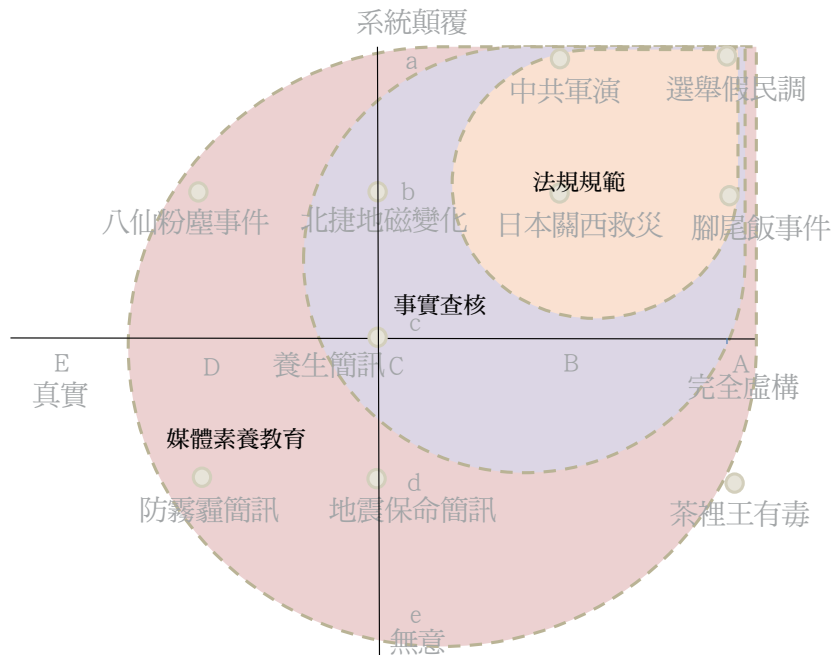 系統顛覆
a
中共軍演
選舉假民調
法規規範
b
八仙粉塵事件
北捷地磁變化
日本關西救災
腳尾飯事件
事實查核
c
E
D
養生簡訊
C
B
A
真實
完全虛構
媒體素養教育
d
防霧霾簡訊
地震保命簡訊
茶裡王有毒
e
無意